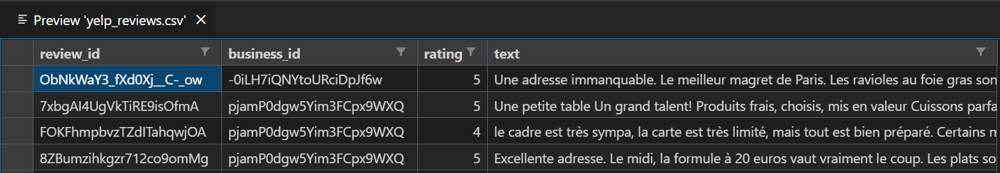 Preview 'yelp_reviews.csv'
review_id business_id rating text
ObNkWaY3_fXd0Xj__C-_ow -0iLH7iQNYtoURciDpJf6w 5 Une adresse immanquable. Le meilleur magret de Paris. Les ravioles au foie gras son
7xbgAI4UgVkTiRE9isOfmA pjamP0dgw5Yim3FCpx9WXQ 5 Une petite table Un grand talent! Produits frais, choisis, mis en valeur Cuissons parfa
FOKFhmpbvzTZdITahqwjOA pjamP0dgw5Yim3FCpx9WXQ 4 le cadre est très sympa, la carte est très limité, mais tout est bien préparé. Certains m
8ZBumzihkgzr712co9omMg pjamP0dgw5Yim3FCpx9WXQ 5 Excellente adresse. Le midi, la formule à 20 euros vaut vraiment le coup. Les plats so